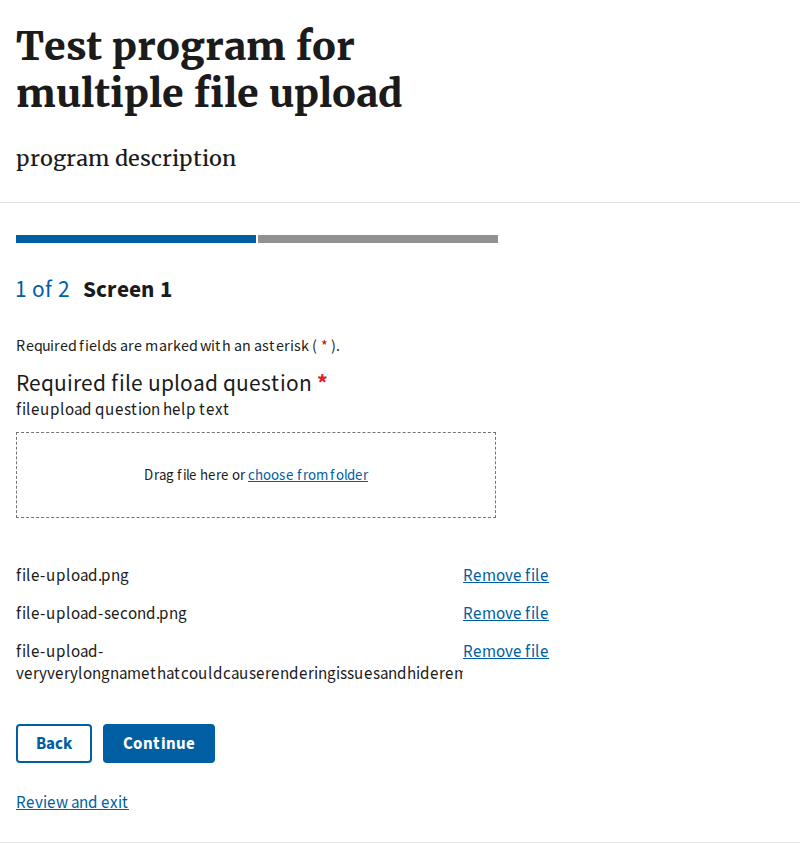 Test program for
multiple file upload
program description
1 of 2 Screen 1
Required fields are marked with an asterisk ( * ).
Required file upload question *
fileupload question help text
Drag file here or choose from folder
file-upload.png Remove file
file-upload-second.png Remove file
file-upload- Remove file
veryverylongnamethatcouldcauserenderingissuesandhiderem
Back Continue
Review and exit